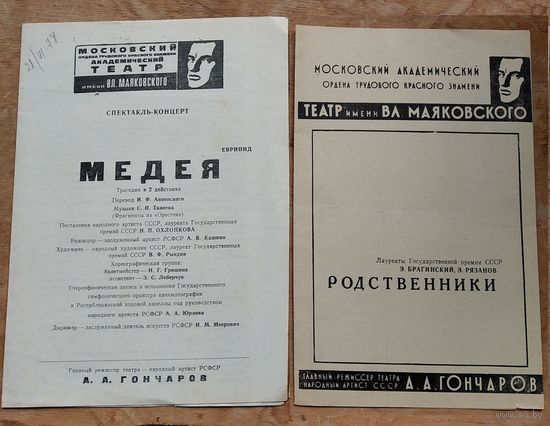 21/VI 74
МОСКОВСКИЙ
ОРДЕНА ТРУДОВОГО КРАСНОГО ЗНАМЕНИ
АКАДЕМИЧЕСКИЙ
ТЕАТР
ИМЕНИ ВЛ. МАЯКОВСКОГО
СПЕКТАКЛЬ-КОНЦЕРТ
ЕВРИПИД
МЕДЕЯ
Трагедия в 2 действиях
Перевод И. Ф. Анненского
Музыка С. И. Танеева
(Фрагменты из «Орестеи»)
Постановка народного артиста СССР, лауреата Государственных
премий СССР Н. П. ОХЛОПКОВА
Режиссер — заслуженный артист РСФСР А. В. Кашкин
Художник — народный художник СССР, лауреат Государственных
премий СССР В. Ф. Рындин
Хореографическая группа:
балетмейстер — Н. Г. Гришина
ассистент — З. С. Леберчук
Стереофоническая запись в исполнении Государственного
симфонического оркестра кинематографии
и Республиканской хоровой капеллы под руководством
народного артиста РСФСР А. А. Юрлова
Дирижер — заслуженный деятель искусств РСФСР И. М. Меерович
Главный режиссер театра — народный артист РСФСР
А. А. ГОНЧАРОВ
МОСКОВСКИЙ АКАДЕМИЧЕСКИЙ
ОРДЕНА ТРУДОВОГО КРАСНОГО ЗНАМЕНИ
ТЕАТР ИМЕНИ ВЛ. МАЯКОВСКОГО
Лауреаты Государственной премии СССР
Э. БРАГИНСКИЙ, Э. РЯЗАНОВ
РОДСТВЕННИКИ
ГЛАВНЫЙ РЕЖИССЕР ТЕАТРА
НАРОДНЫЙ АРТИСТ СССР А.А.ГОНЧАРОВ